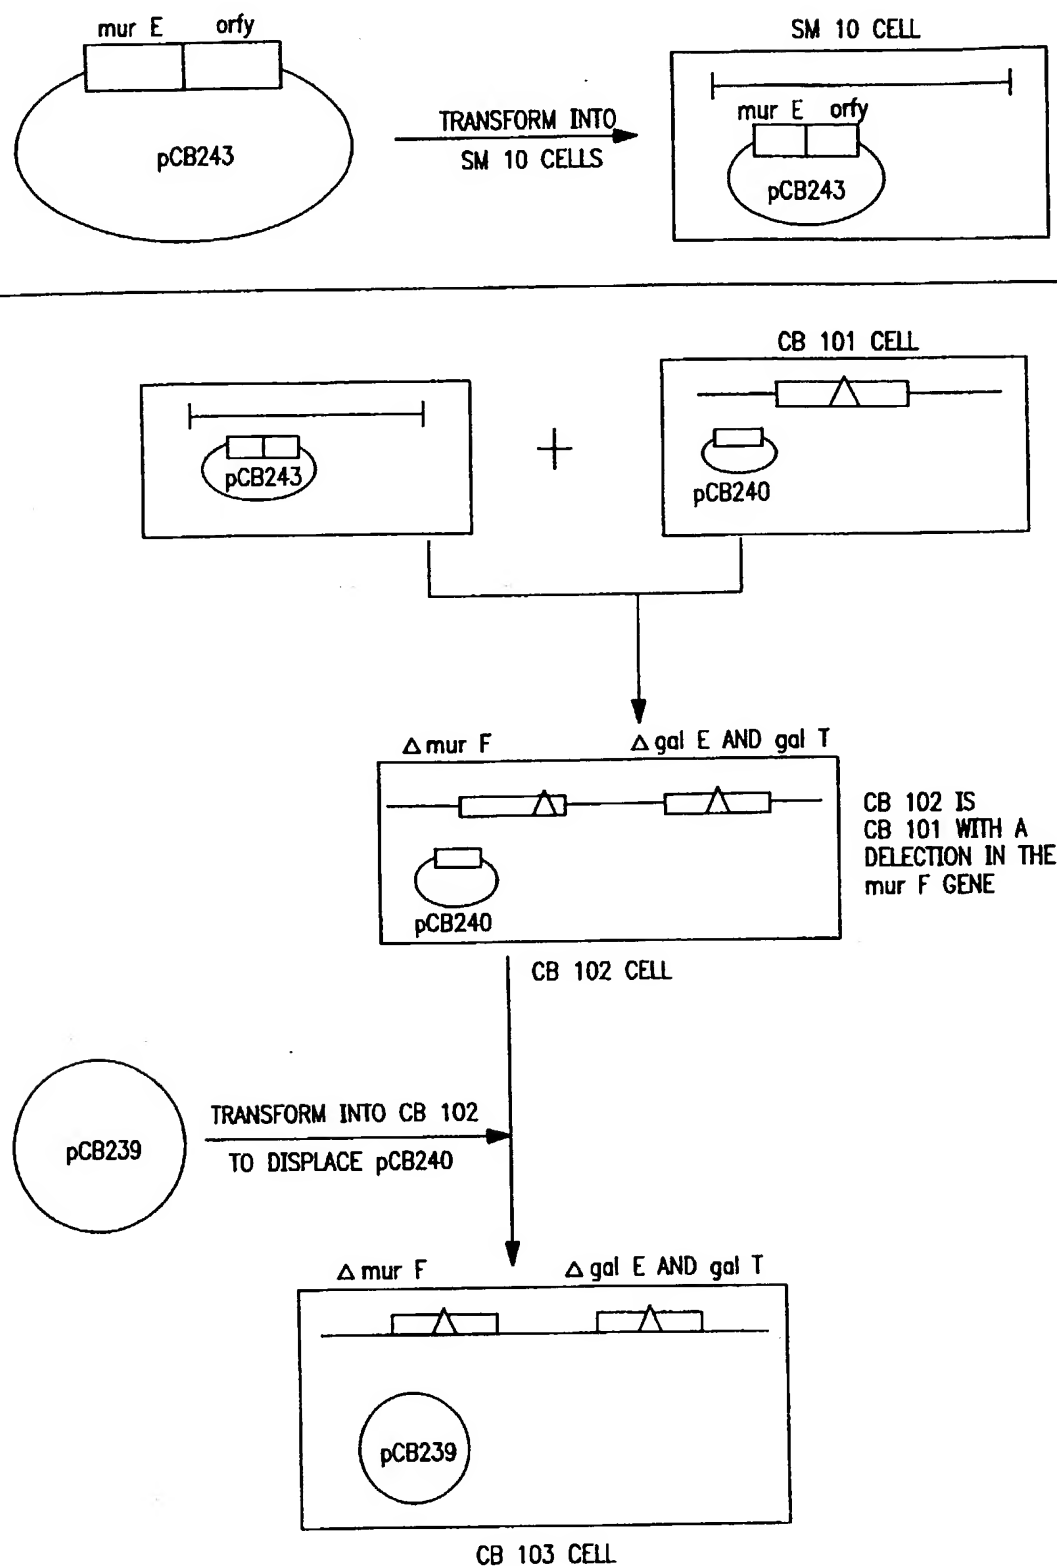 mur E orfy
pCB243
TRANSFORM INTO
SM 10 CELLS
SM 10 CELL
mur E orfy
pCB243
pCB243
+
CB 101 CELL
pCB240
Δ mur F
Δ gal E AND gal T
pCB240
CB 102 IS
CB 101 WITH A
DELECTION IN THE
mur F GENE
CB 102 CELL
pCB239
TRANSFORM INTO CB 102
TO DISPLACE pCB240
Δ mur F
Δ gal E AND gal T
pCB239
CB 103 CELL